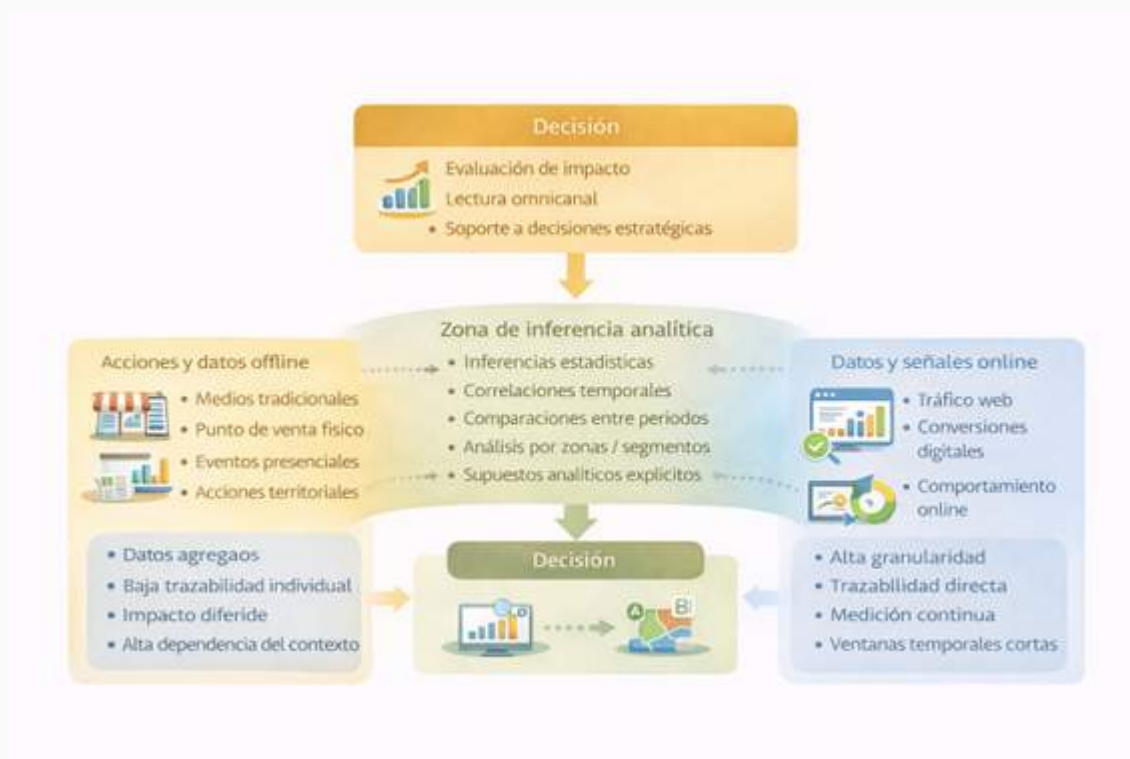 Decisión
Evaluación de impacto
Lectura omnicanal
• Soporte a decisiones estratégicas
Zona de inferencia analítica
• Inferencias estadísticas
• Correlaciones temporales
• Comparaciones entre periodos
• Análisis por zonas / segmentos
• Supuestos analíticos explícitos
Acciones y datos offline
• Medios tradicionales
• Punto de venta físico
• Eventos presenciales
• Acciones territoriales
• Datos agregaos
• Baja trazabilidad individual
• Impacto diferide
• Alta dependencia del contexto
Datos y señales online
• Tráfico web
• Conversiones
digitales
• Comportamiento
online
• Alta granularidad
• Trazabilidad directa
• Medición continua
• Ventanas temporales cortas
Decisión
A
B